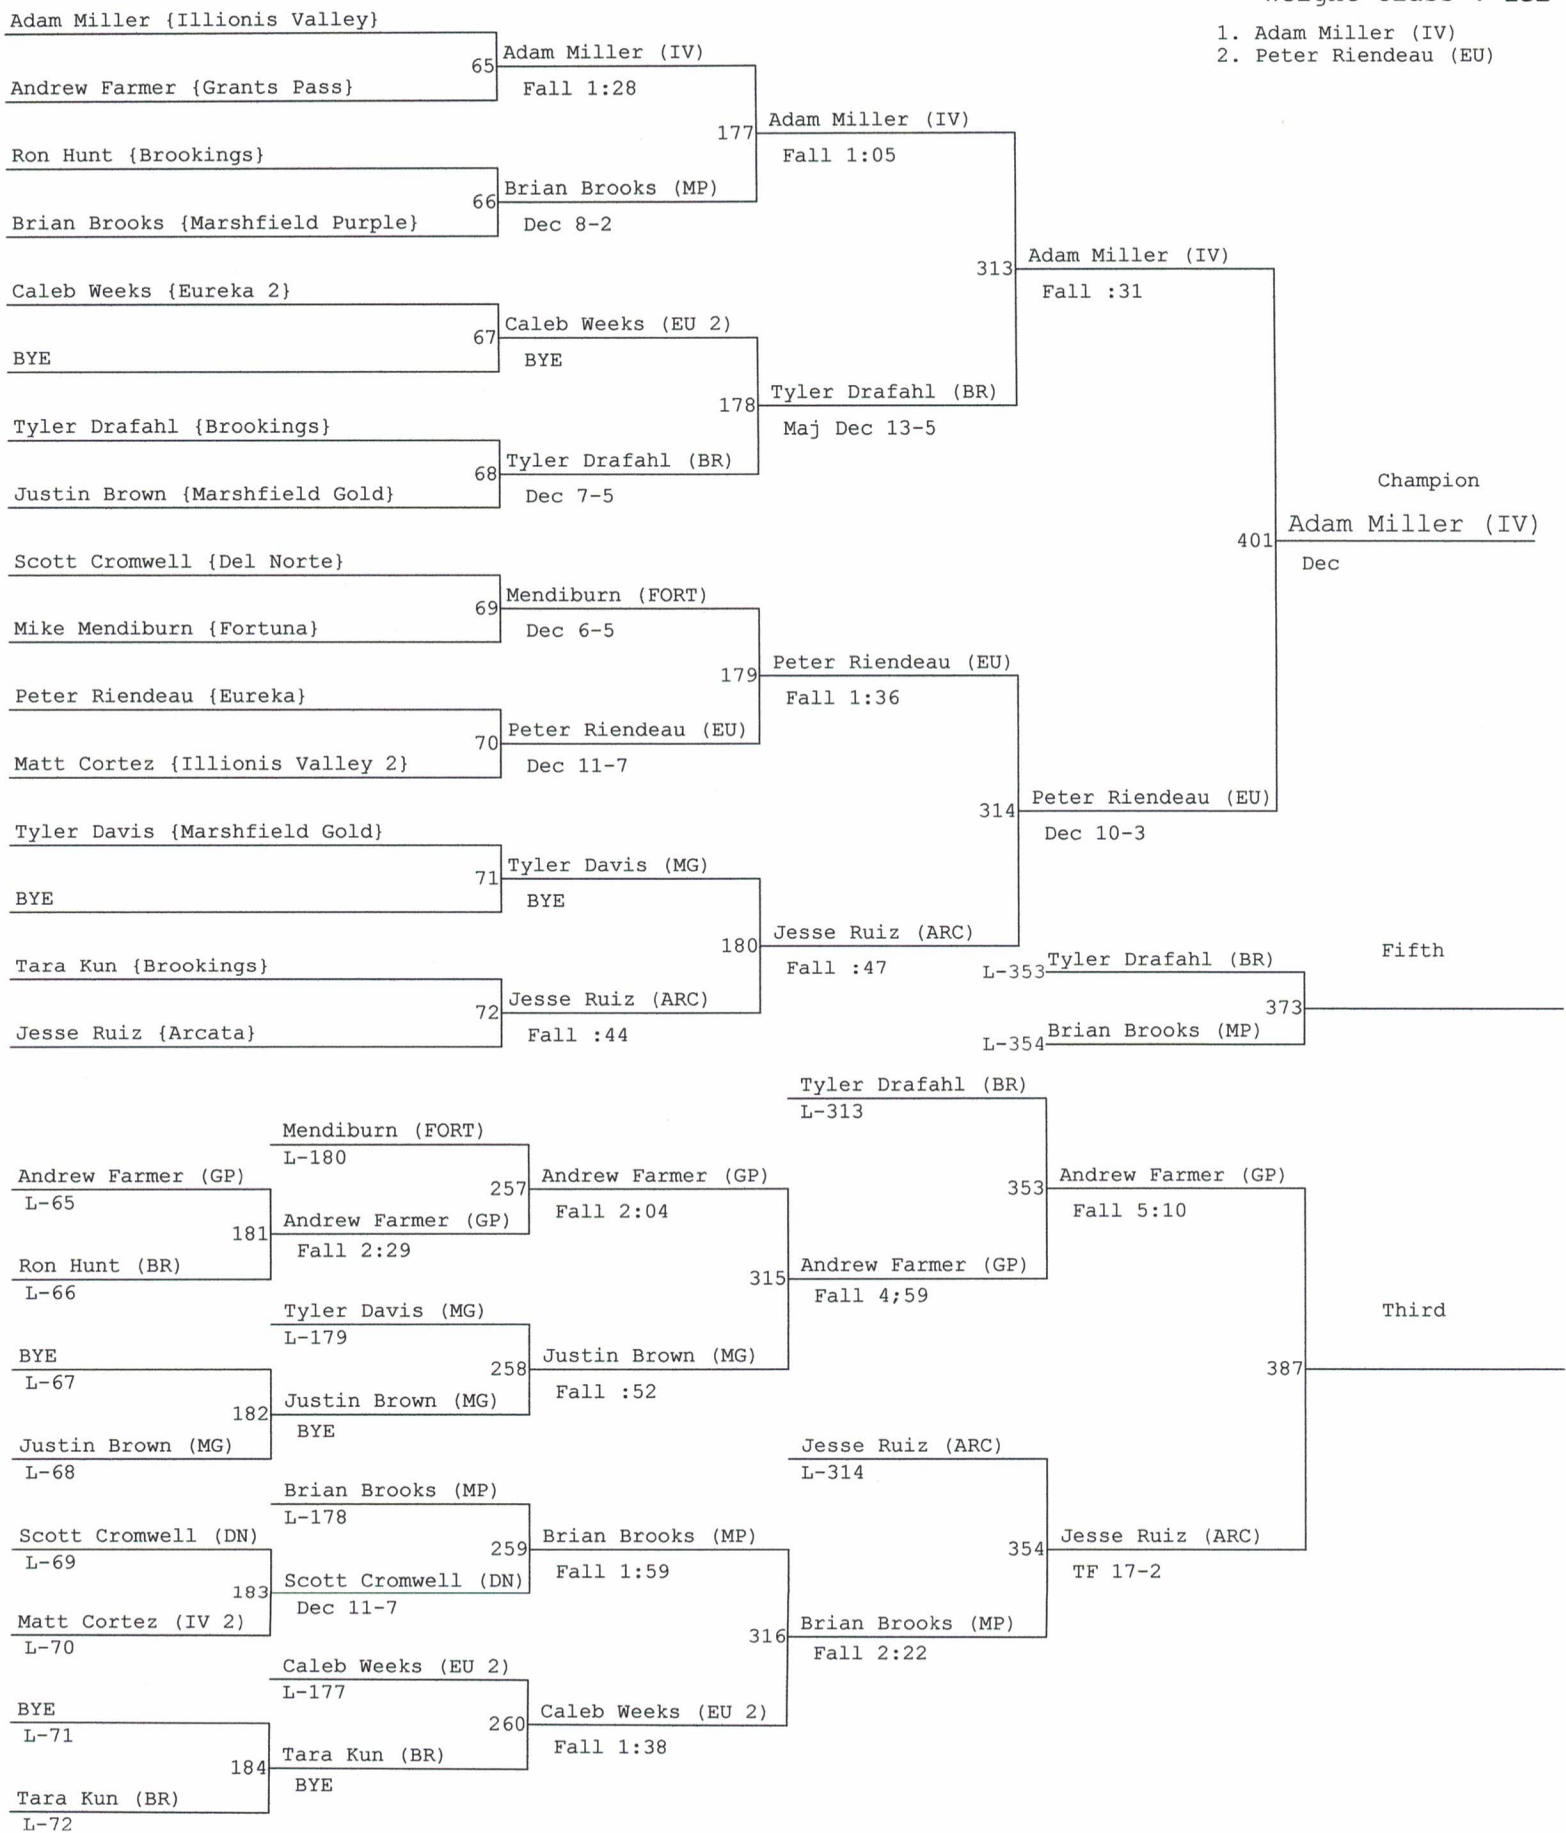 1. Adam Miller (IV)
2. Peter Riendeau (EU)
Adam Miller {Illionis Valley}
65
Andrew Farmer {Grants Pass}
Adam Miller (IV)
Fall 1:28
Ron Hunt {Brookings}
66
Brian Brooks {Marshfield Purple}
Brian Brooks (MP)
Dec 8-2
177
Adam Miller (IV)
Fall 1:05
Caleb Weeks {Eureka 2}
67
BYE
Caleb Weeks (EU 2)
BYE
Tyler Drafahl {Brookings}
68
Justin Brown {Marshfield Gold}
Tyler Drafahl (BR)
Dec 7-5
178
Tyler Drafahl (BR)
Maj Dec 13-5
313
Adam Miller (IV)
Fall :31
Scott Cromwell {Del Norte}
69
Mike Mendiburn {Fortuna}
Mendiburn (FORT)
Dec 6-5
Peter Riendeau {Eureka}
70
Matt Cortez {Illionis Valley 2}
Peter Riendeau (EU)
Dec 11-7
179
Peter Riendeau (EU)
Fall 1:36
Tyler Davis {Marshfield Gold}
71
BYE
Tyler Davis (MG)
BYE
Tara Kun {Brookings}
72
Jesse Ruiz {Arcata}
Jesse Ruiz (ARC)
Fall :44
180
Jesse Ruiz (ARC)
Fall :47
314
Peter Riendeau (EU)
Dec 10-3
Champion
401
Adam Miller (IV)
Dec
Fifth
L-353
Tyler Drafahl (BR)
373
L-354
Brian Brooks (MP)
Andrew Farmer (GP)
L-65
181
Ron Hunt (BR)
L-66
Mendiburn (FORT)
L-180
Andrew Farmer (GP)
Fall 2:29
257
Andrew Farmer (GP)
Fall 2:04
BYE
L-67
182
Justin Brown (MG)
L-68
Tyler Davis (MG)
L-179
Justin Brown (MG)
BYE
258
Justin Brown (MG)
Fall :52
Tyler Drafahl (BR)
L-313
315
Andrew Farmer (GP)
Fall 4;59
353
Andrew Farmer (GP)
Fall 5:10
Scott Cromwell (DN)
L-69
183
Matt Cortez (IV 2)
L-70
Brian Brooks (MP)
L-178
Scott Cromwell (DN)
Dec 11-7
259
Brian Brooks (MP)
Fall 1:59
BYE
L-71
184
Tara Kun (BR)
L-72
Caleb Weeks (EU 2)
L-177
Tara Kun (BR)
BYE
260
Caleb Weeks (EU 2)
Fall 1:38
Jesse Ruiz (ARC)
L-314
316
Brian Brooks (MP)
Fall 2:22
354
Jesse Ruiz (ARC)
TF 17-2
Third
387